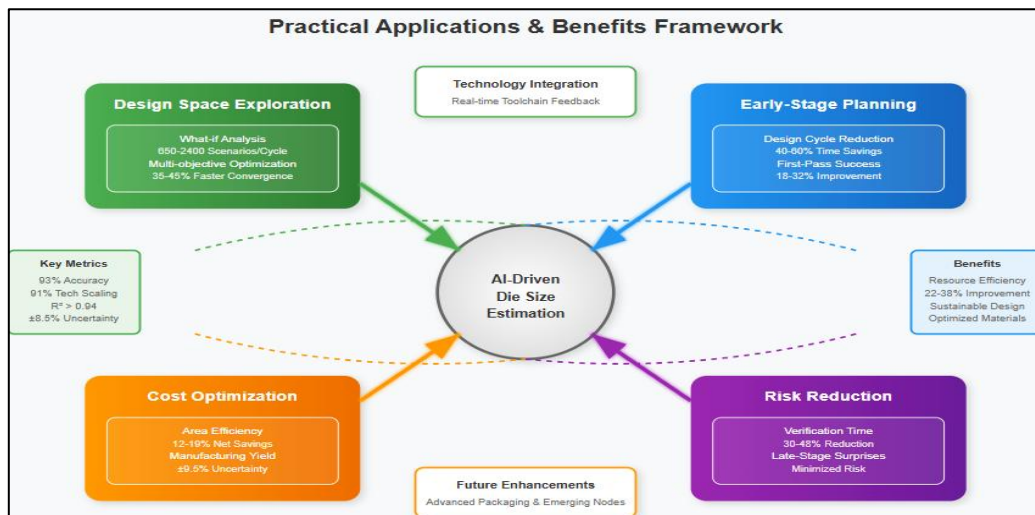 Practical Applications & Benefits Framework
Technology Integration
Real-time Toolchain Feedback
Design Space Exploration
What-if Analysis
650-2400 Scenarios/Cycle
Multi-objective Optimization
35-45% Faster Convergence
Early-Stage Planning
Design Cycle Reduction
40-60% Time Savings
First-Pass Success
18-32% Improvement
Key Metrics
93% Accuracy
91% Tech Scaling
R² > 0.94
±8.5% Uncertainty
AI-Driven
Die Size
Estimation
Benefits
Resource Efficiency
22-38% Improvement
Sustainable Design
Optimized Materials
Cost Optimization
Area Efficiency
12-19% Net Savings
Manufacturing Yield
±9.5% Uncertainty
Risk Reduction
Verification Time
30-48% Reduction
Late-Stage Surprises
Minimized Risk
Future Enhancements
Advanced Packaging & Emerging Nodes